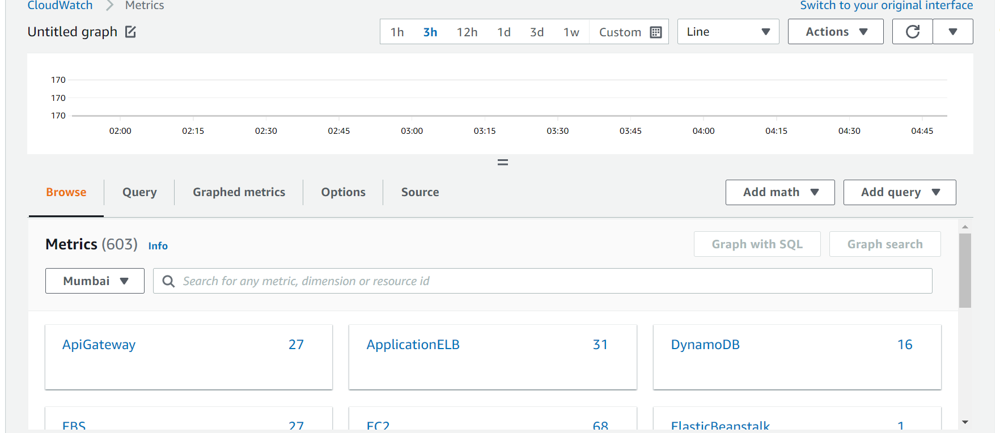 CloudWatch Metrics Switch to your original interface
Untitled graph 1h 3h 12h 1d 3d 1w Custom Line Actions
170
170
170
02:00 02:15 02:30 02:45 03:00 03:15 03:30 03:45 04:00 04:15 04:30 04:45
Browse Query Graphed metrics Options Source Add math Add query
Metrics (603) Info Graph with SQL Graph search
Mumbai Search for any metric, dimension or resource id
ApiGateway 27 ApplicationELB 31 DynamoDB 16
EBS 27 EC2 68 ElasticBeanstalk 1